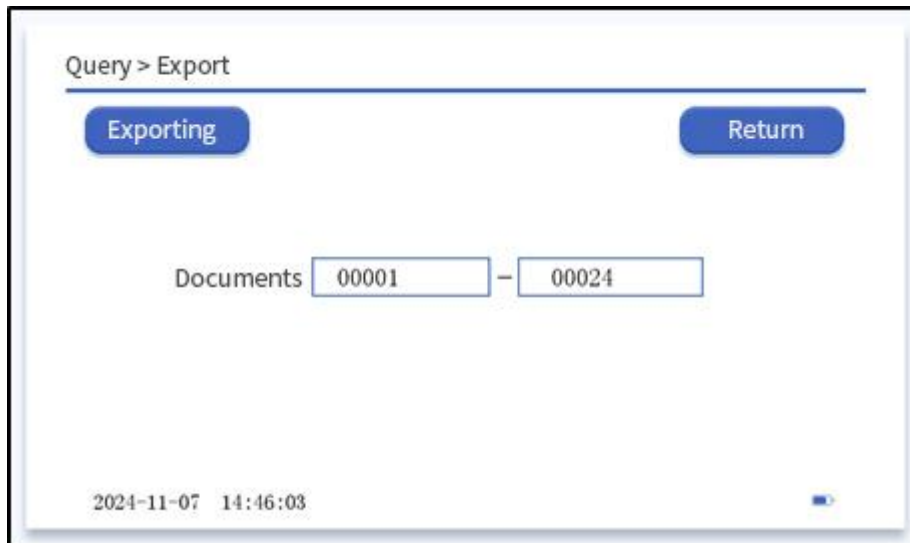 Query > Export
Exporting Return
Documents 00001 - 00024
2024-11-07 14:46:03